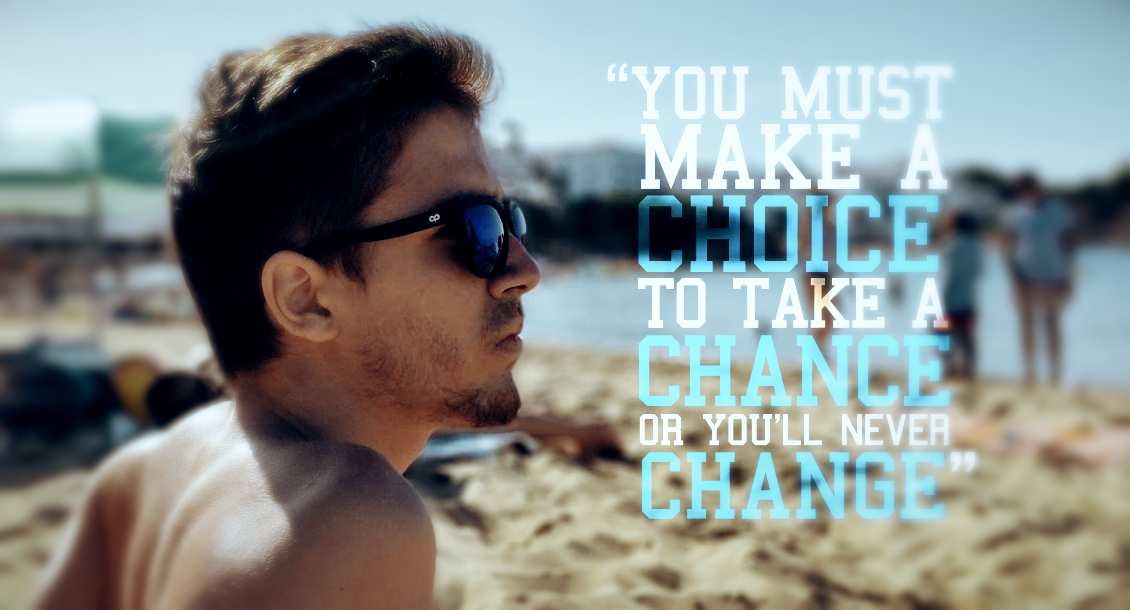 “YOU MUST
MAKE A
CHOICE
TO TAKE A
CHANCE
OR YOU’LL NEVER
CHANGE”